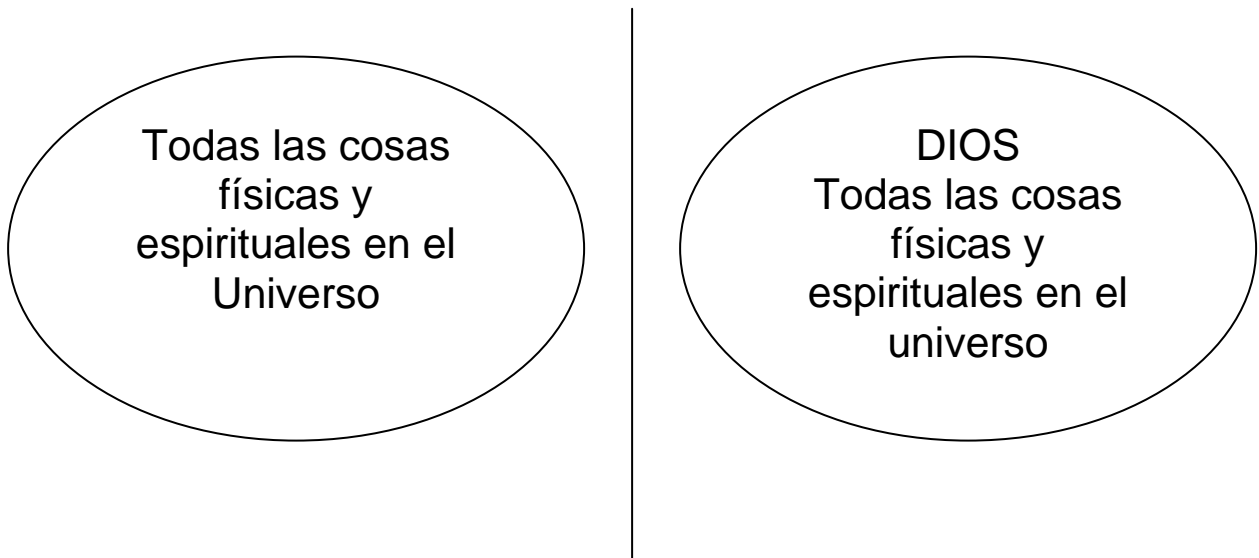 Todas las cosas
físicas y
espirituales en el
Universo
DIOS
Todas las cosas
físicas y
espirituales en el
universo